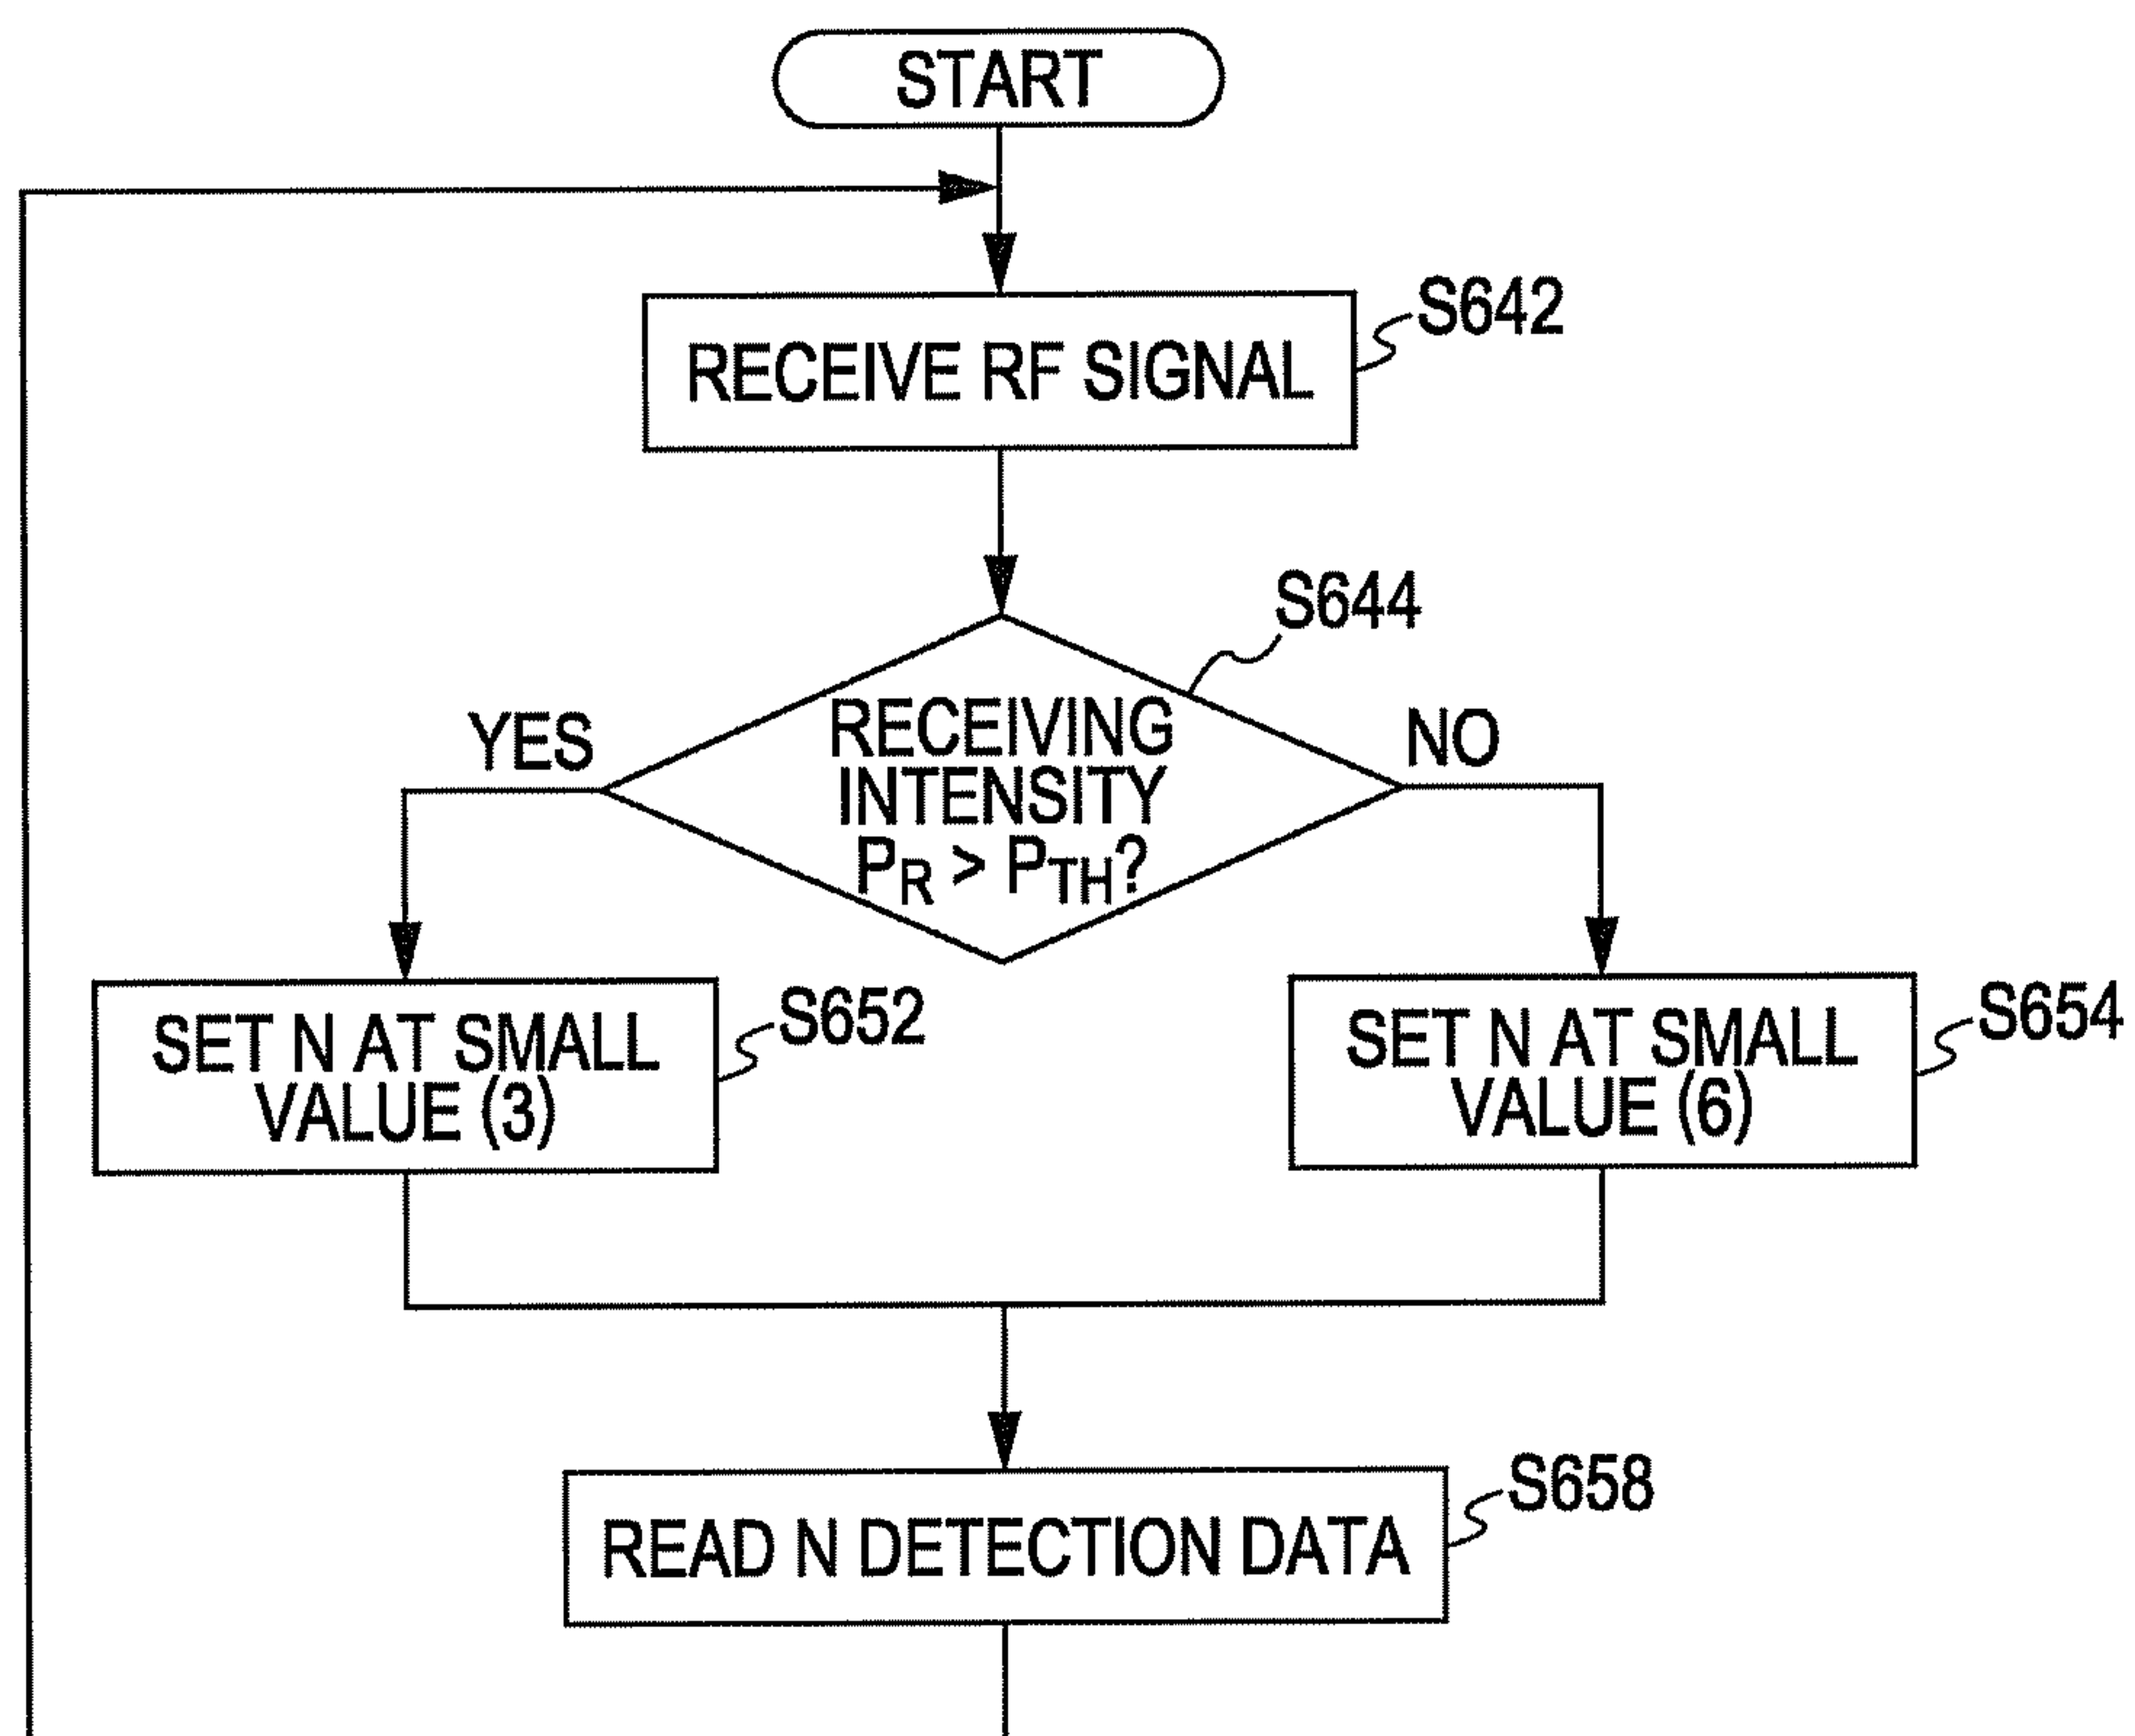 START
RECEIVE RF SIGNAL
S642
S644
YES
RECEIVING
INTENSITY
PR > PTH?
NO
SET N AT SMALL
VALUE (3)
S652
SET N AT SMALL
VALUE (6)
S654
READ N DETECTION DATA
S658